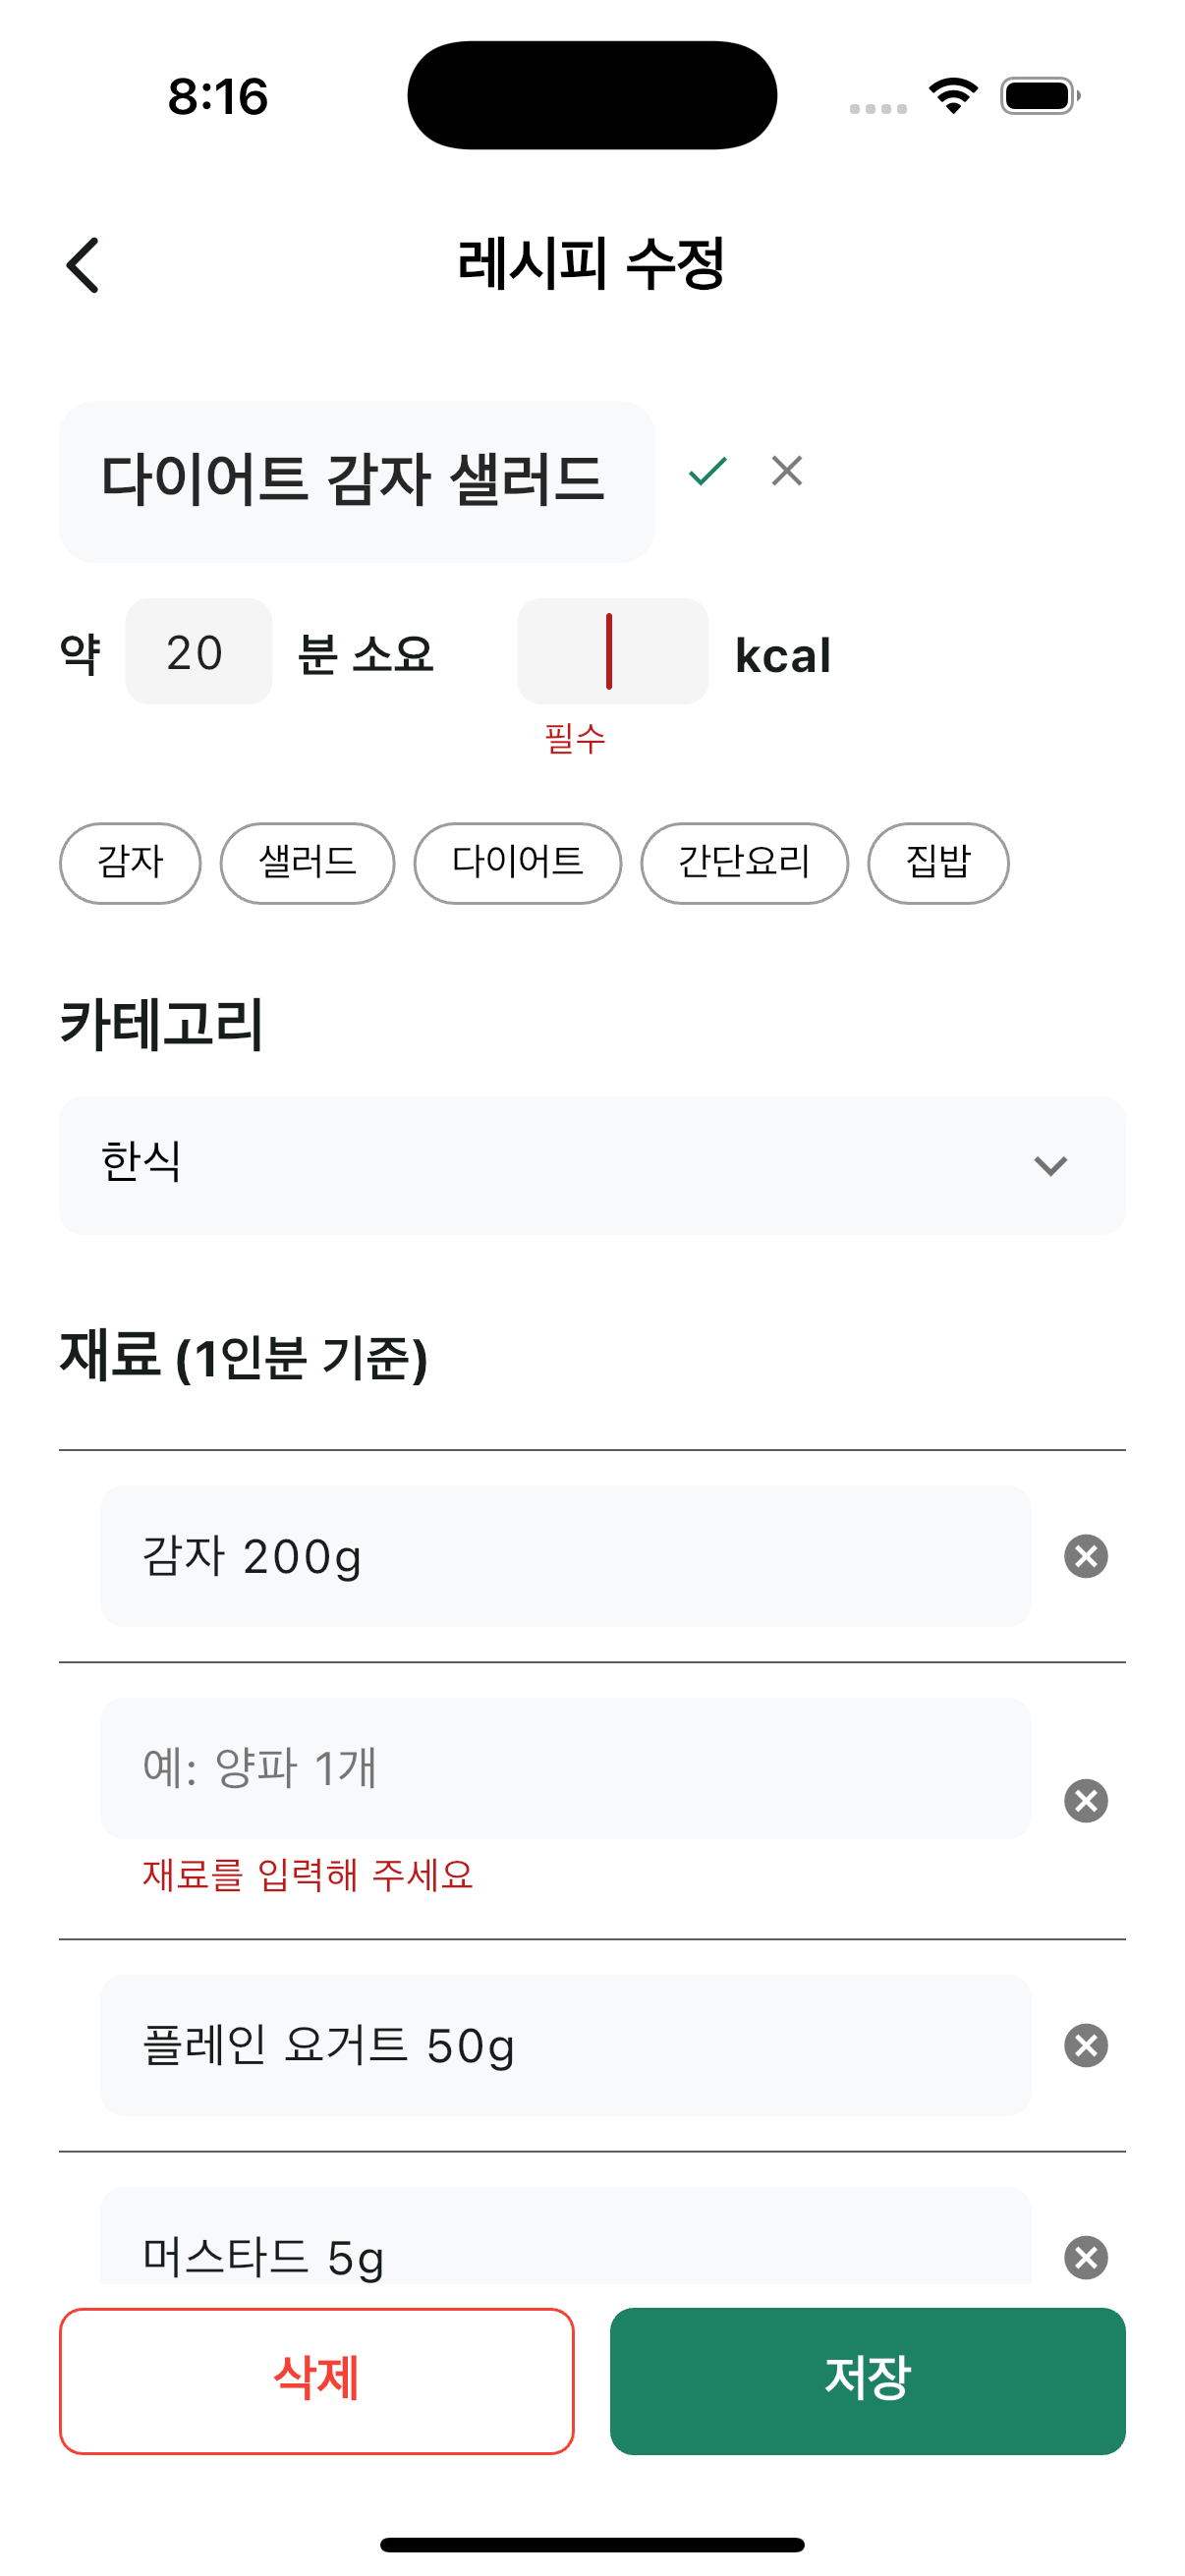 8:16
레시피 수정
다이어트 감자 샐러드
약 20 분 소요 kcal
필수
감자 샐러드 다이어트 간단요리 집밥
카테고리
한식
재료 (1인분 기준)
감자 200g
예: 양파 1개
재료를 입력해 주세요
플레인 요거트 50g
머스타드 5g
삭제 저장